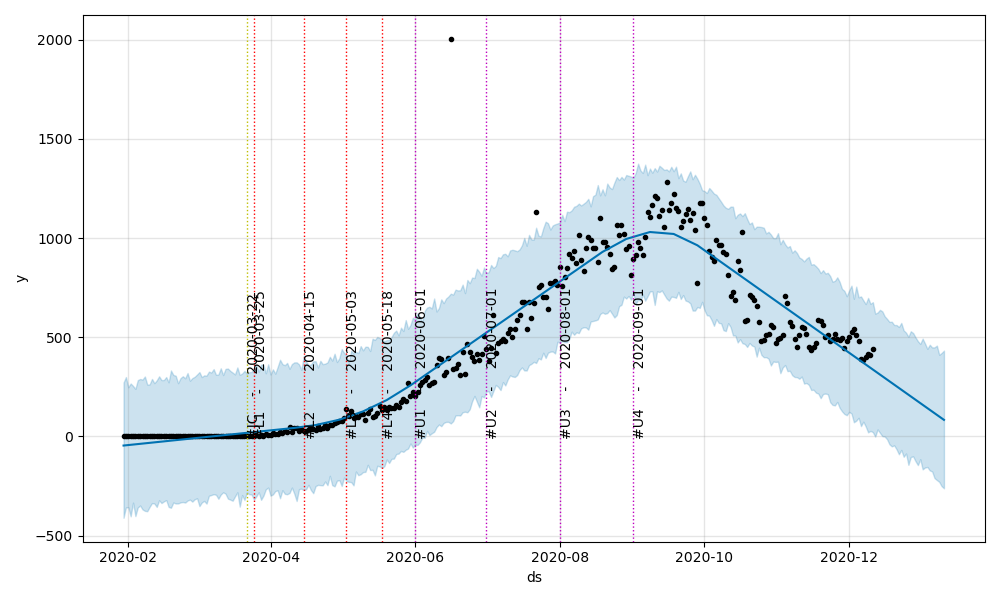 2000
1500
1000
500
0
−500
y
2020-02
2020-04
2020-06
2020-08
2020-10
2020-12
ds
#JC - 2020-03-22
#L1 - 2020-03-25
#L2 - 2020-04-15
#L3 - 2020-05-03
#L4 - 2020-05-18
#U1 - 2020-06-01
#U2 - 2020-07-01
#U3 - 2020-08-01
#U4 - 2020-09-01